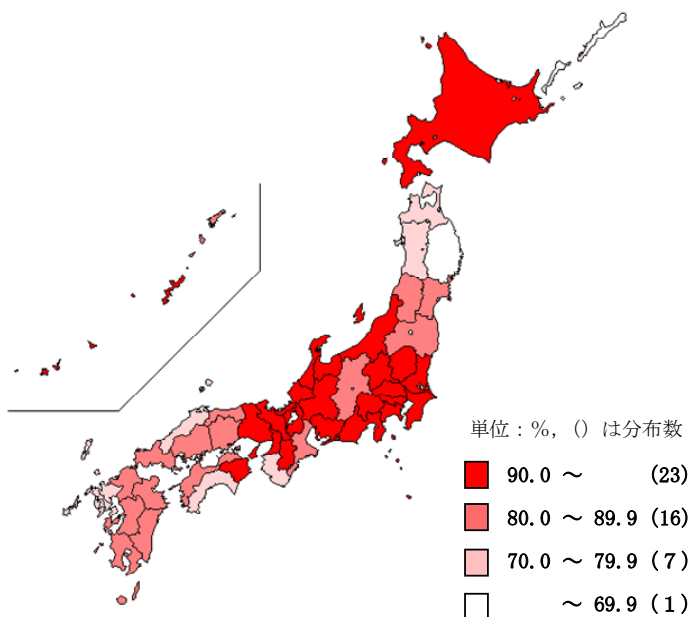 単位：%，（）は分布数
90.0 ～ (23)
80.0 ～ 89.9 (16)
70.0 ～ 79.9 ( 7 )
～ 69.9 ( 1 )